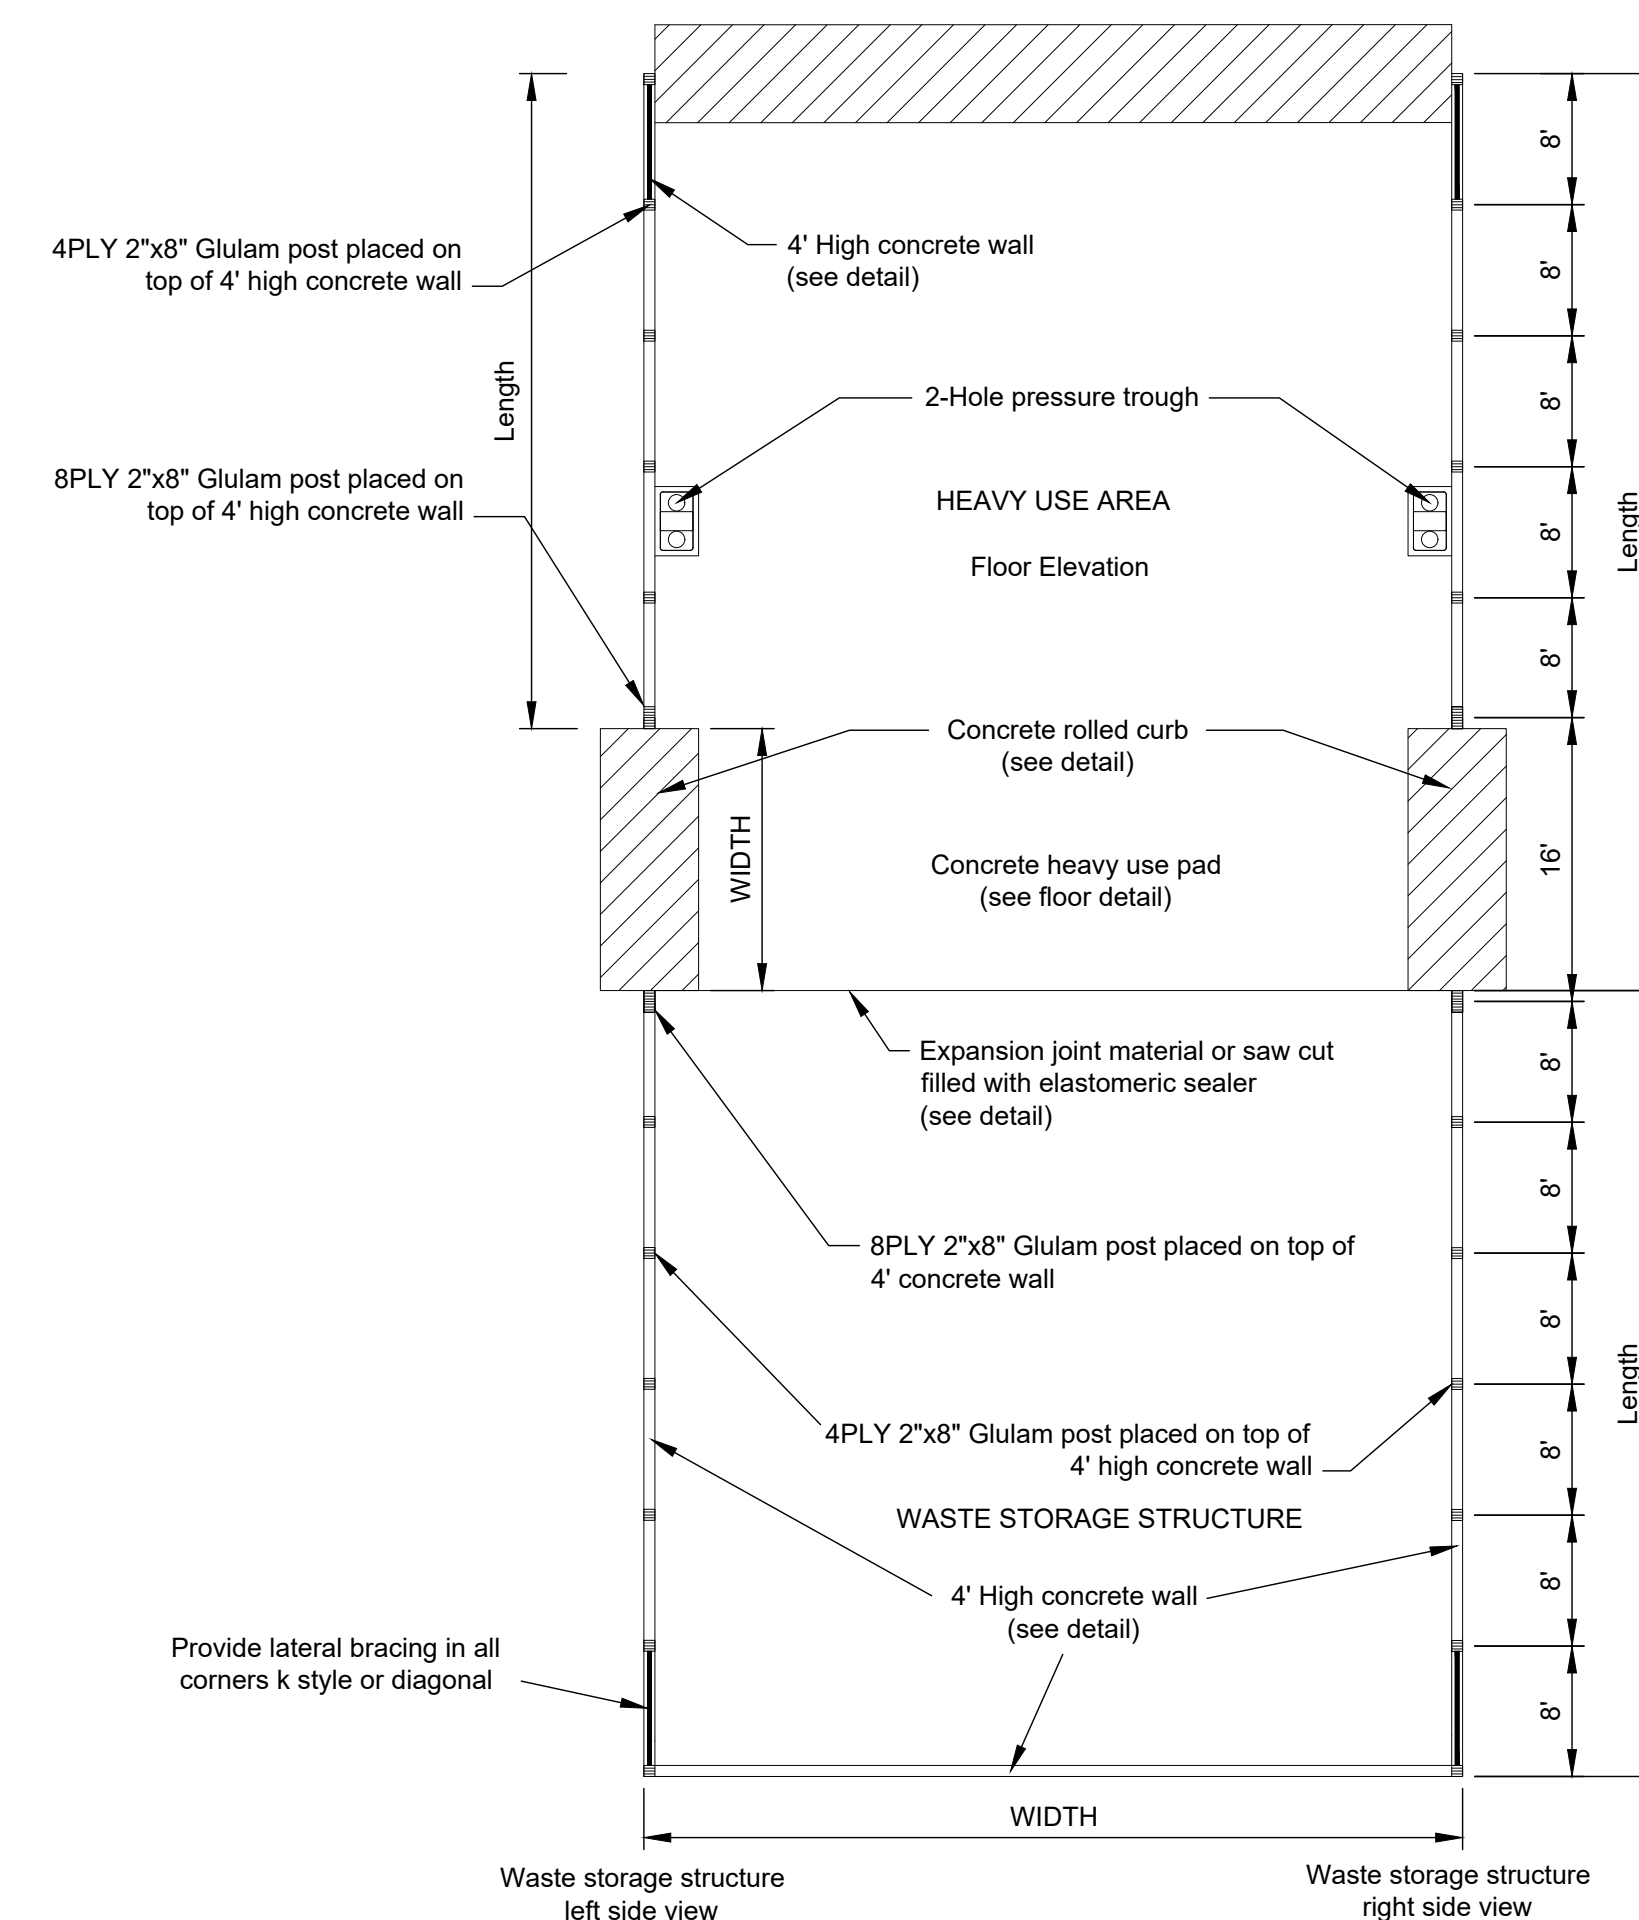 8'
4PLY 2"x8" Glulam post placed on
top of 4' high concrete wall
4' High concrete wall
(see detail)
8'
Length
2-Hole pressure trough
8'
8PLY 2"x8" Glulam post placed on
top of 4' high concrete wall
HEAVY USE AREA
Floor Elevation
8'
Length
8'
Concrete rolled curb
(see detail)
WIDTH
Concrete heavy use pad
(see floor detail)
16'
Expansion joint material or saw cut
filled with elastomeric sealer
(see detail)
8'
8'
8PLY 2"x8" Glulam post placed on top of
4' concrete wall
8'
Length
4PLY 2"x8" Glulam post placed on top of
4' high concrete wall
8'
WASTE STORAGE STRUCTURE
8'
4' High concrete wall
(see detail)
Provide lateral bracing in all
corners k style or diagonal
8'
WIDTH
Waste storage structure
left side view
Waste storage structure
right side view